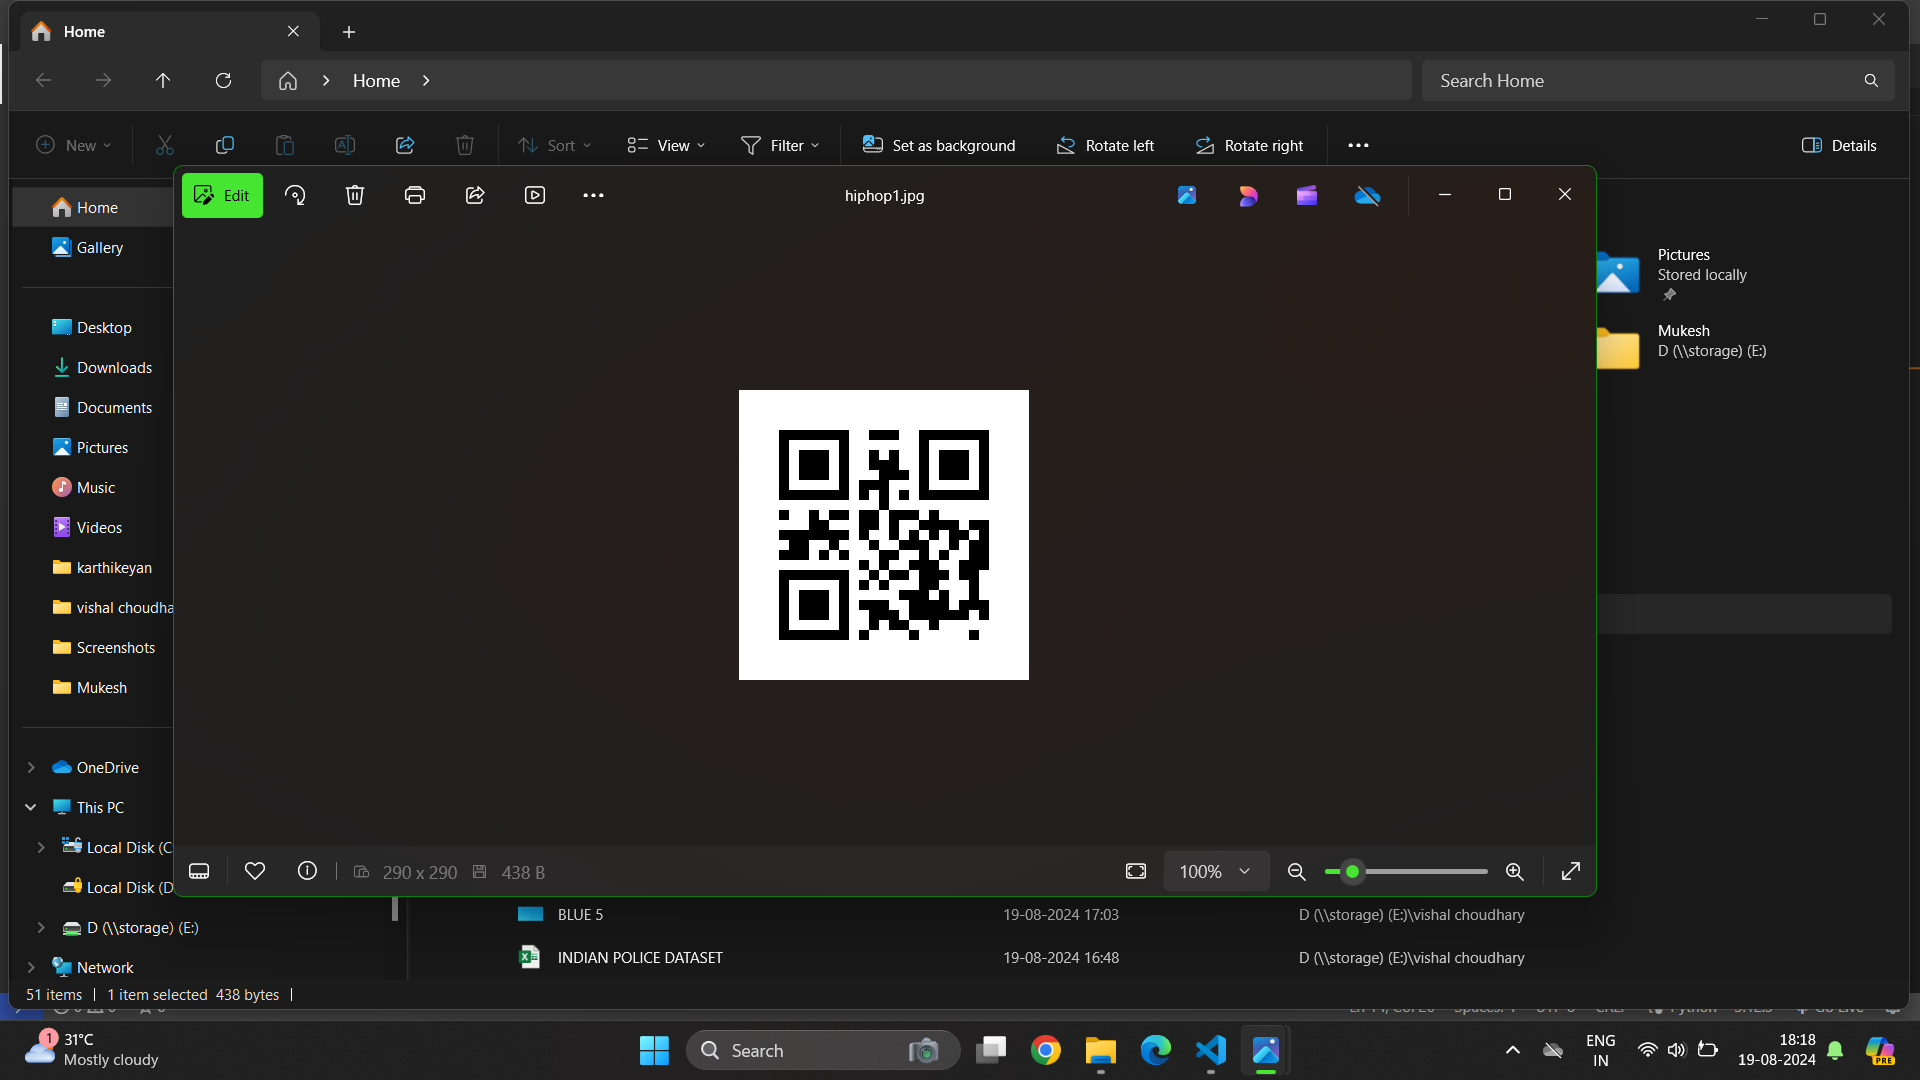 Home
Home
Search Home
New
Sort
View
Filter
Set as background
Rotate left
Rotate right
Details
Edit
hiphop1.jpg
Home
Gallery
Pictures
Stored locally
Mukesh
D (\\storage) (E:)
Desktop
Downloads
Documents
Pictures
Music
Videos
karthikeyan
vishal choudha
Screenshots
Mukesh
OneDrive
This PC
Local Disk (C
Local Disk (D
D (\\storage) (E:)
Network
290 x 290
438 B
100%
BLUE 5
19-08-2024 17:03
D (\\storage) (E:)\vishal choudhary
INDIAN POLICE DATASET
19-08-2024 16:48
D (\\storage) (E:)\vishal choudhary
51 items
1 item selected 438 bytes
1
31°C
Mostly cloudy
Search
ENG
IN
18:18
19-08-2024
PRE